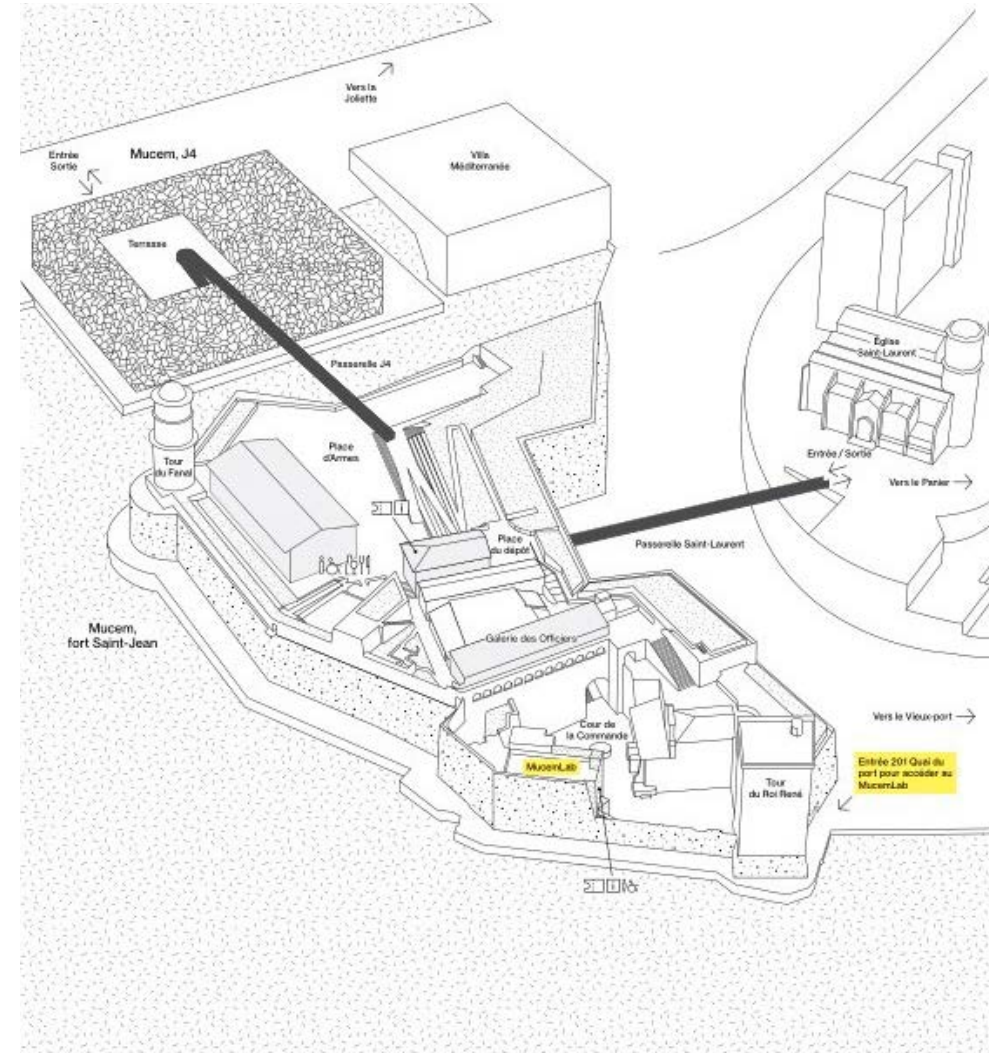 Vers la
Joliette
Entrée
Sortie
Mucem, J4
Villa
Méditerranée
Terrasse
Passerelle J4
Église
Saint-Laurent
Tour
du Fanal
Place
d'Armes
Entrée / Sortie
Vers le Panier
Place
du dépôt
Passerelle Saint-Laurent
Mucem,
fort Saint-Jean
Galerie des Officiers
Vers le Vieux-port
Cour de
la Commande
MucemLab
Entrée 201 Quai du
port pour accéder au
MucemLab
Tour
du Roi René